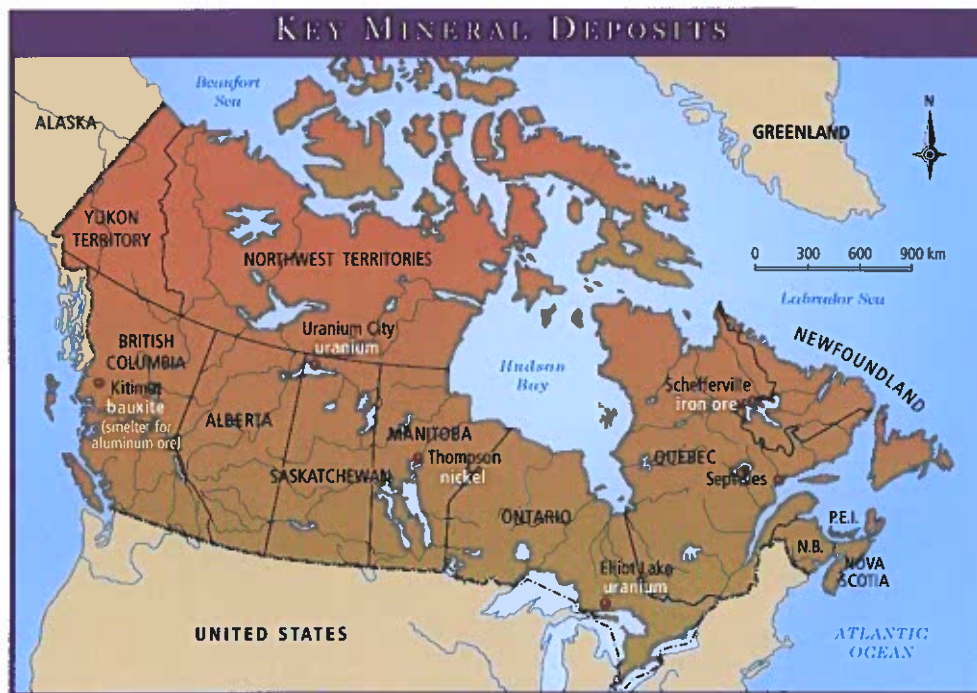 KEY MINERAL DEPOSITS
Beaufort
Sea
ALASKA
GREENLAND
N
YUKON
TERRITORY
NORTHWEST TERRITORIES
0 300 600 900 km
Labrador Sea
Uranium City
uranium
BRITISH
COLUMBIA
Hudson
Bay
NEWFOUNDLAND
Schefferville
iron ore
Kitimat
bauxite
(smelter for
aluminum ore)
ALBERTA
MANITOBA
Thompson
nickel
SASKATCHEWAN
QUÉBEC
Sept-Îles
ONTARIO
P.E.I.
N.B.
NOVA
SCOTIA
Elliot Lake
uranium
UNITED STATES
ATLANTIC
OCEAN